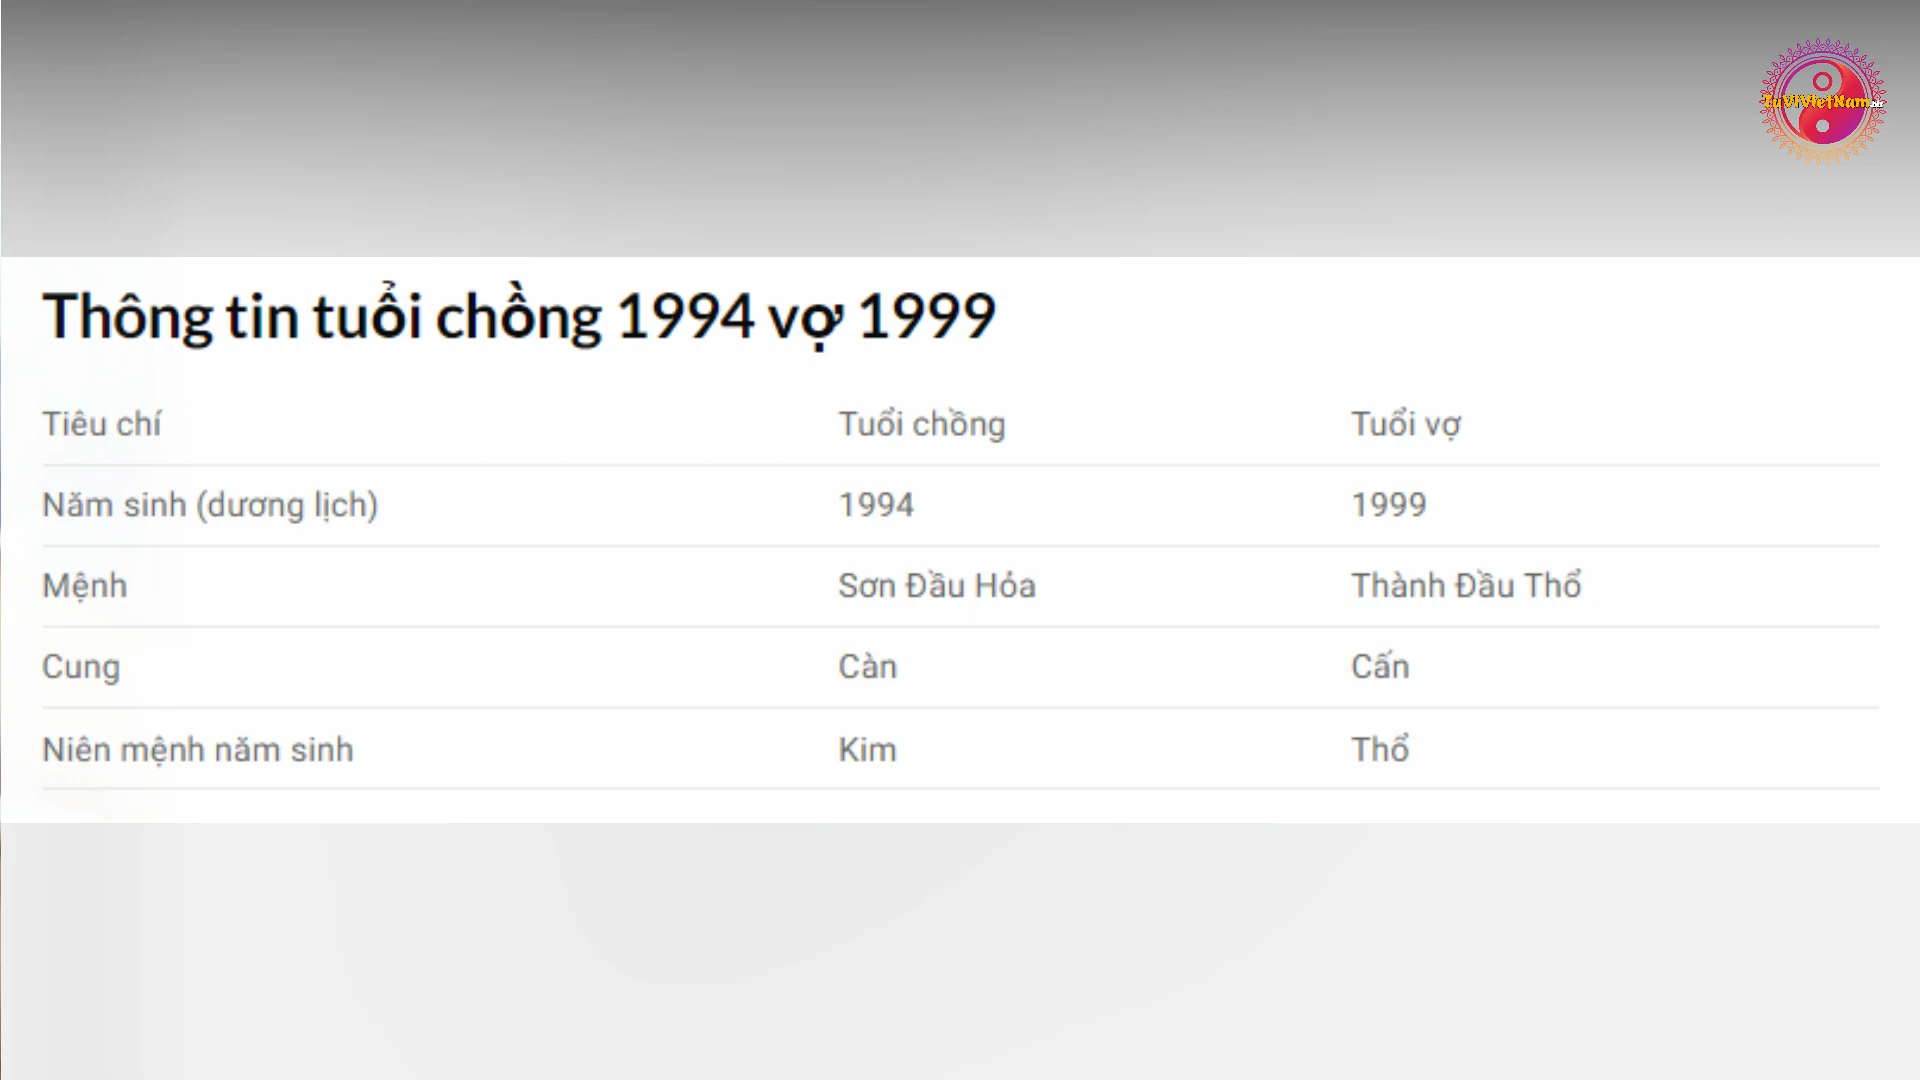 TuViVietNam
Thông tin tuổi chồng 1994 vợ 1999
Tiêu chí Tuổi chồng Tuổi vợ
Năm sinh (dương lịch) 1994 1999
Mệnh Sơn Đầu Hỏa Thành Đầu Thổ
Cung Càn Cấn
Niên mệnh năm sinh Kim Thổ